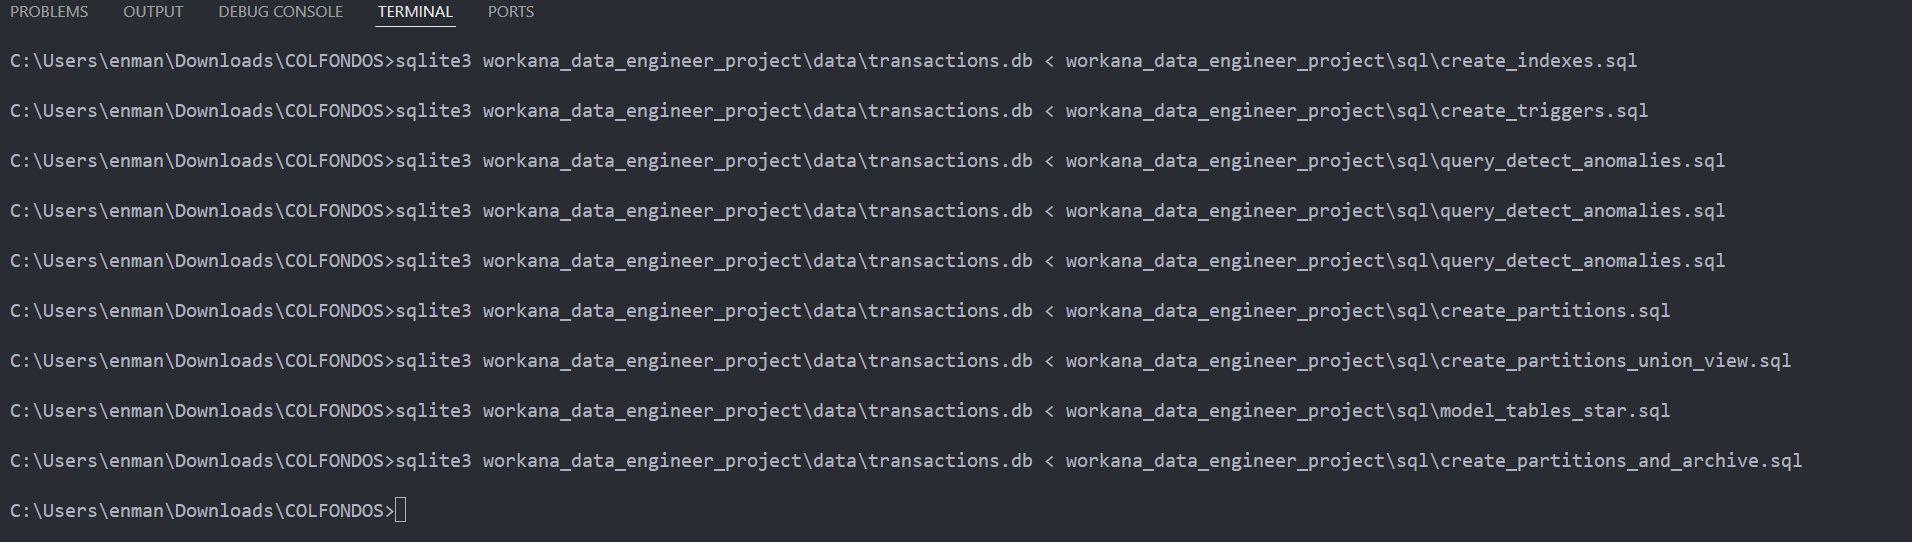 PROBLEMS OUTPUT DEBUG CONSOLE TERMINAL PORTS
C:\Users\enman\Downloads\COLFONDOS>sqlite3 workana_data_engineer_project\data\transactions.db < workana_data_engineer_project\sql\create_indexes.sql
C:\Users\enman\Downloads\COLFONDOS>sqlite3 workana_data_engineer_project\data\transactions.db < workana_data_engineer_project\sql\create_triggers.sql
C:\Users\enman\Downloads\COLFONDOS>sqlite3 workana_data_engineer_project\data\transactions.db < workana_data_engineer_project\sql\query_detect_anomalies.sql
C:\Users\enman\Downloads\COLFONDOS>sqlite3 workana_data_engineer_project\data\transactions.db < workana_data_engineer_project\sql\query_detect_anomalies.sql
C:\Users\enman\Downloads\COLFONDOS>sqlite3 workana_data_engineer_project\data\transactions.db < workana_data_engineer_project\sql\query_detect_anomalies.sql
C:\Users\enman\Downloads\COLFONDOS>sqlite3 workana_data_engineer_project\data\transactions.db < workana_data_engineer_project\sql\create_partitions.sql
C:\Users\enman\Downloads\COLFONDOS>sqlite3 workana_data_engineer_project\data\transactions.db < workana_data_engineer_project\sql\create_partitions_union_view.sql
C:\Users\enman\Downloads\COLFONDOS>sqlite3 workana_data_engineer_project\data\transactions.db < workana_data_engineer_project\sql\model_tables_star.sql
C:\Users\enman\Downloads\COLFONDOS>sqlite3 workana_data_engineer_project\data\transactions.db < workana_data_engineer_project\sql\create_partitions_and_archive.sql
C:\Users\enman\Downloads\COLFONDOS>